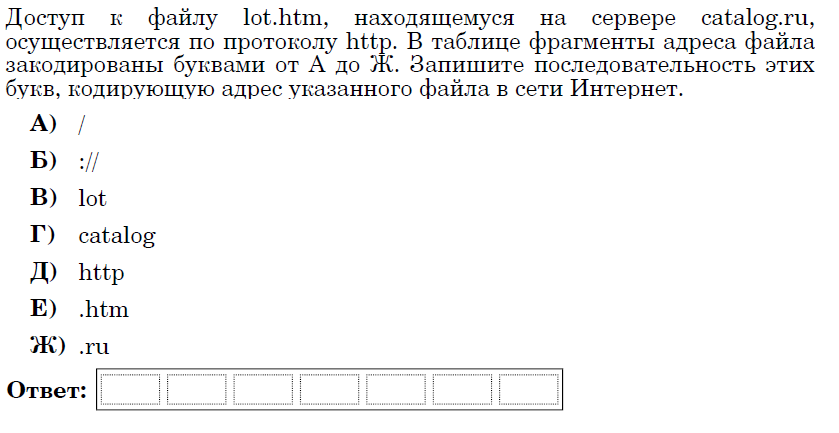 Доступ к файлу lot.htm, находящемуся на сервере catalog.ru,
осуществляется по протоколу http. В таблице фрагменты адреса файла
закодированы буквами от А до Ж. Запишите последовательность этих
букв, кодирующую адрес указанного файла в сети Интернет.
А) /
Б) ://
В) lot
Г) catalog
Д) http
Е) .htm
Ж) .ru
Ответ: